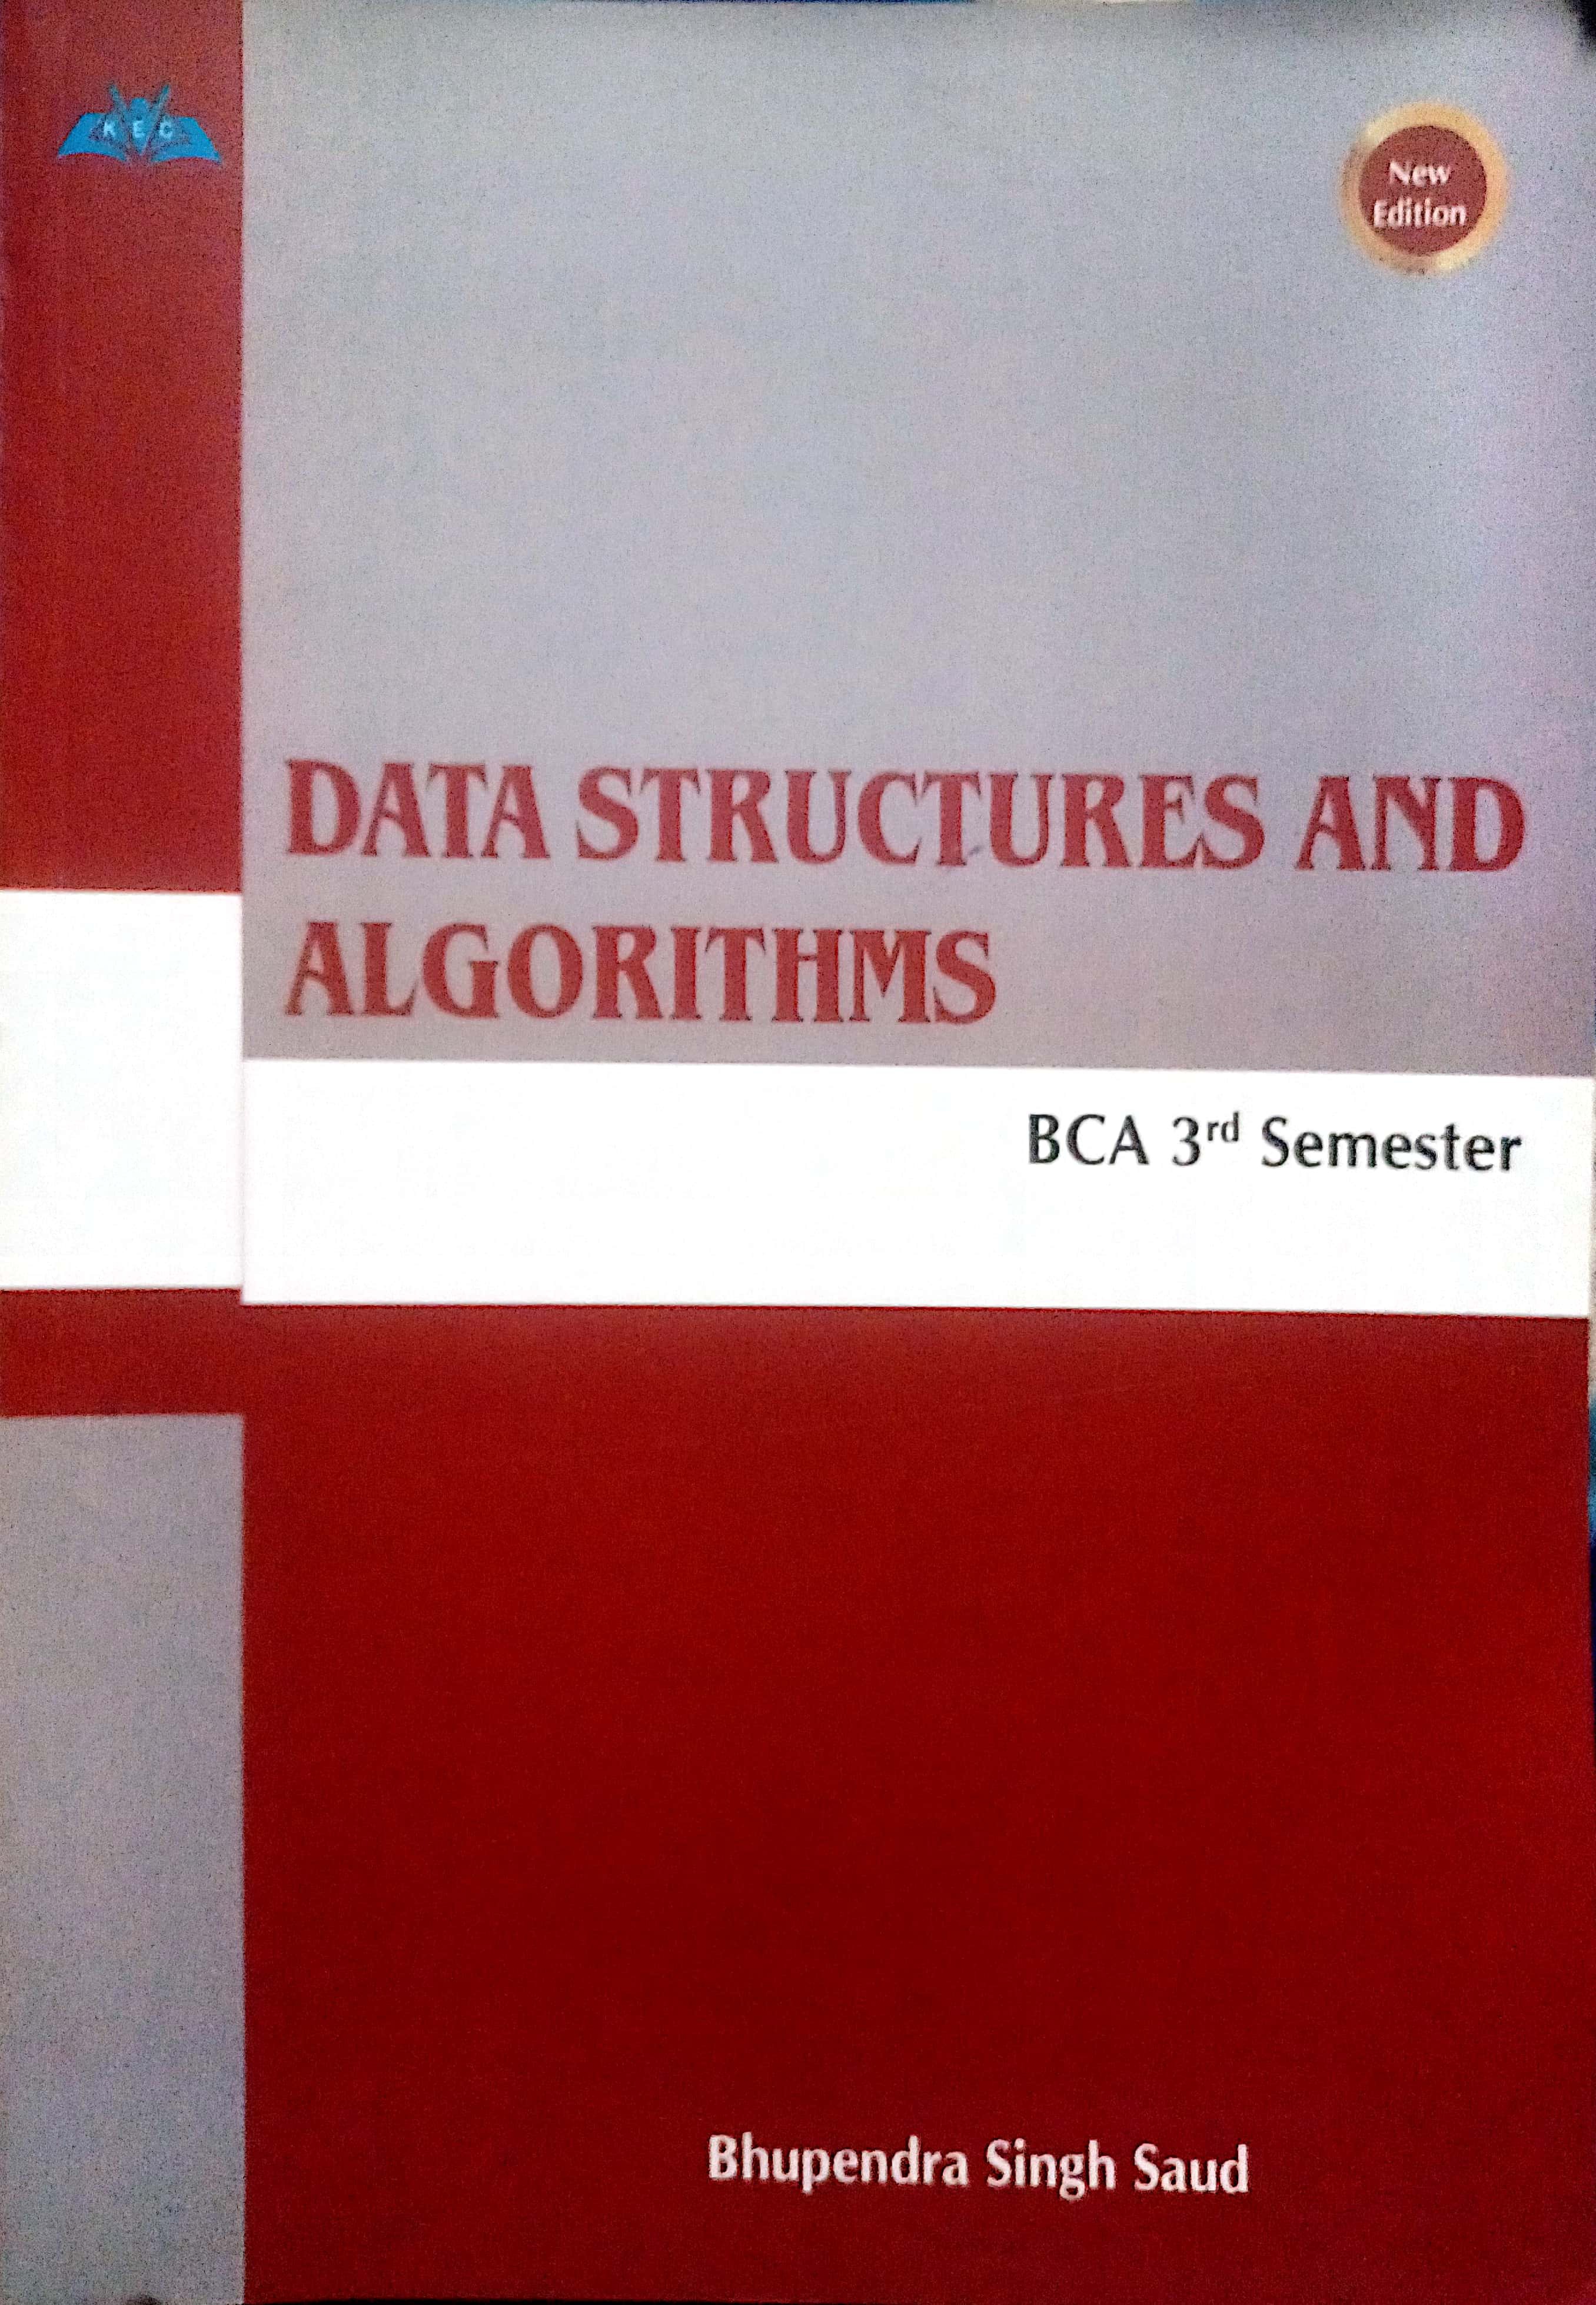 KEC
New
Edition
DATA STRUCTURES AND
ALGORITHMS
BCA 3rd Semester
Bhupendra Singh Saud